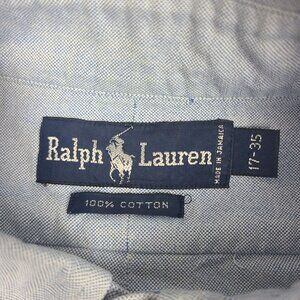 Ralph Lauren
MADE IN JAMAICA
17-35
100% COTTON